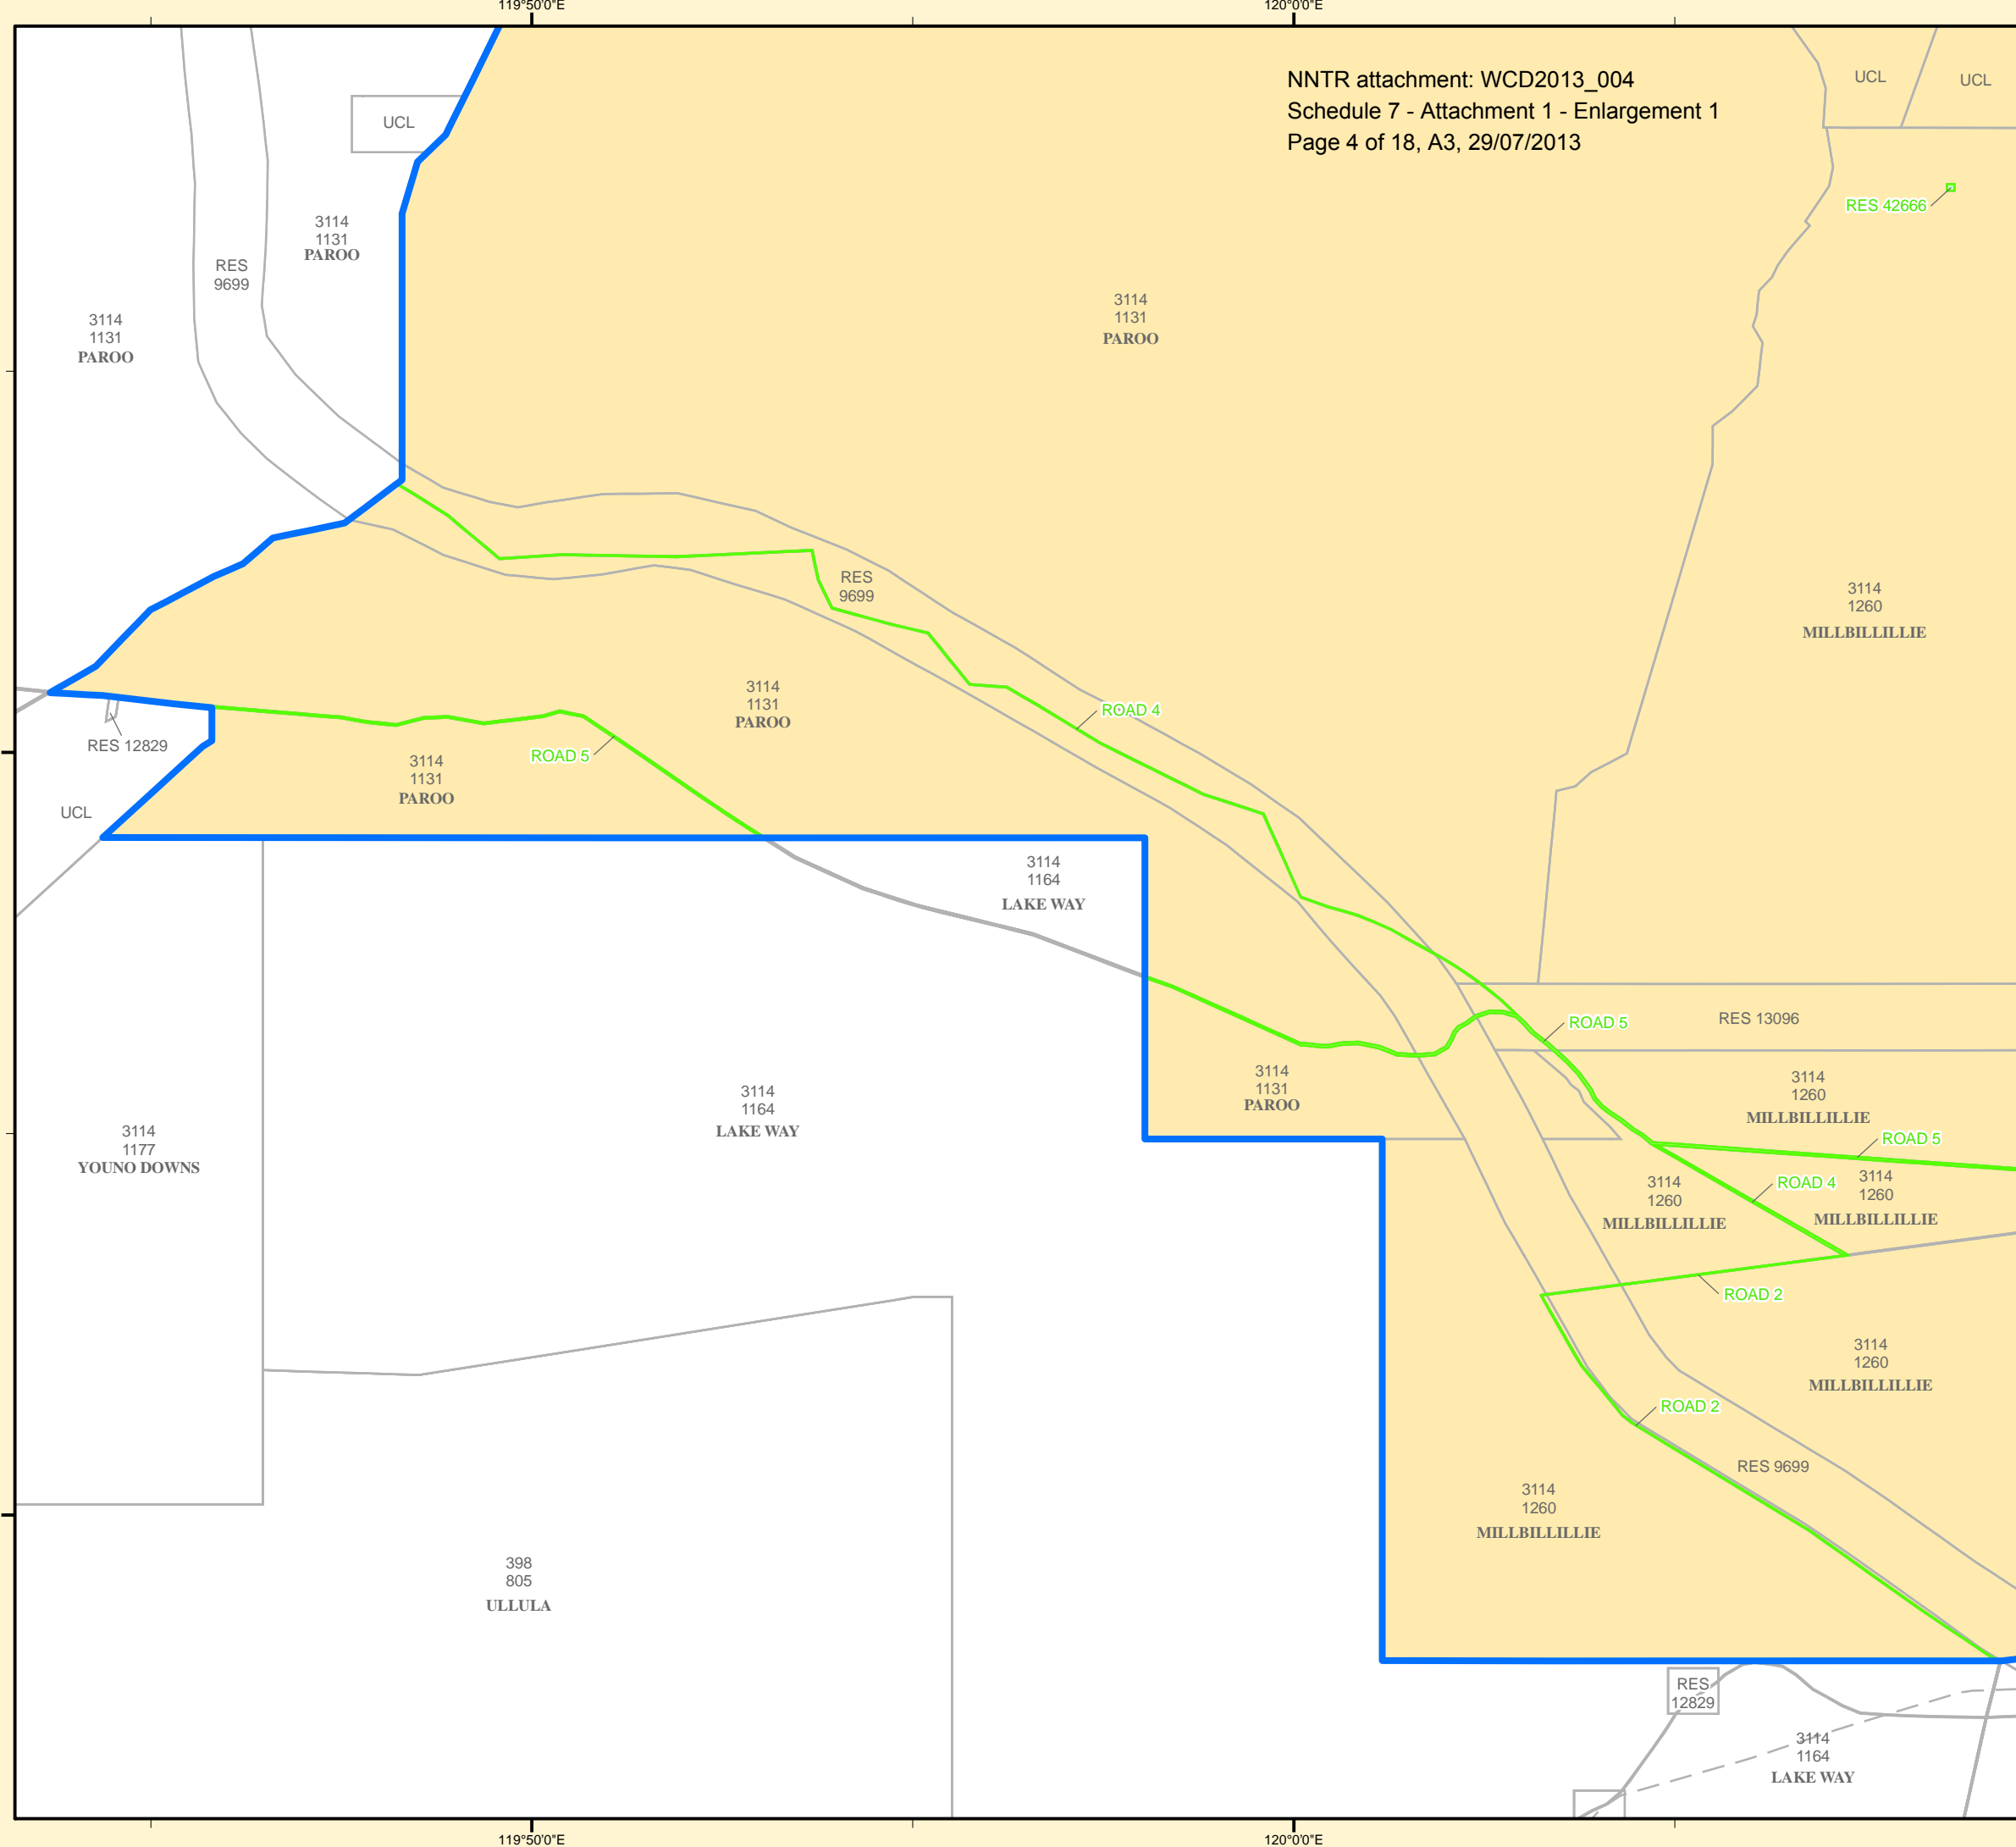 119°50'0"E
120°0'0"E
NNTR attachment: WCD2013_004
Schedule 7 - Attachment 1 - Enlargement 1
Page 4 of 18, A3, 29/07/2013
UCL
UCL
UCL
RES 42666
3114
1131
PAROO
RES
9699
3114
1131
PAROO
3114
1131
PAROO
RES
9699
3114
1260
MILLBILLILLIE
3114
1131
PAROO
ROAD 4
RES 12829
ROAD 5
3114
1131
PAROO
UCL
3114
1164
LAKE WAY
RES 13096
ROAD 5
3114
1131
PAROO
3114
1260
MILLBILLILLIE
3114
1164
LAKE WAY
3114
1177
YOUNO DOWNS
ROAD 5
3114
1260
MILLBILLILLIE
ROAD 4
3114
1260
MILLBILLILLIE
ROAD 2
3114
1260
MILLBILLILLIE
ROAD 2
RES 9699
3114
1260
MILLBILLILLIE
398
805
ULLULA
RES
12829
3114
1164
LAKE WAY
119°50'0"E
120°0'0"E